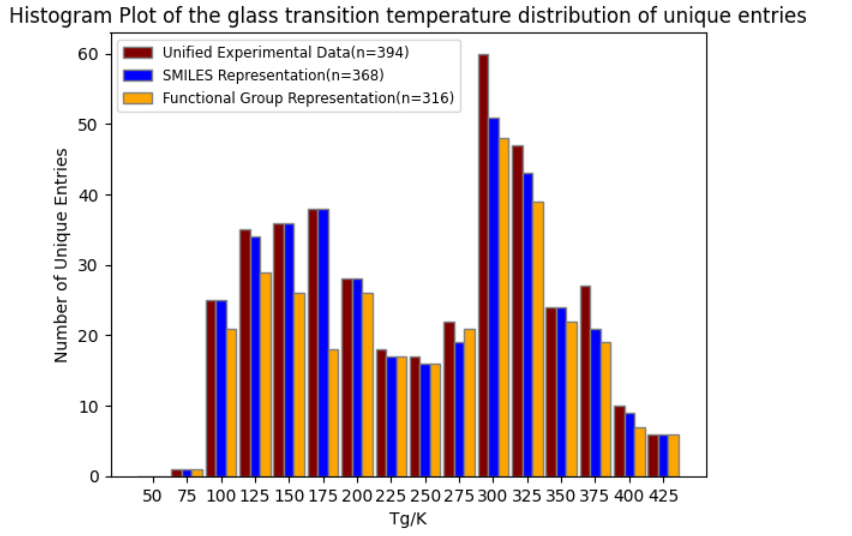 Histogram Plot of the glass transition temperature distribution of unique entries
Unified Experimental Data(n=394)
SMILES Representation(n=368)
Functional Group Representation(n=316)
Number of Unique Entries
60
50
40
30
20
10
0
50 75 100 125 150 175 200 225 250 275 300 325 350 375 400 425
Tg/K